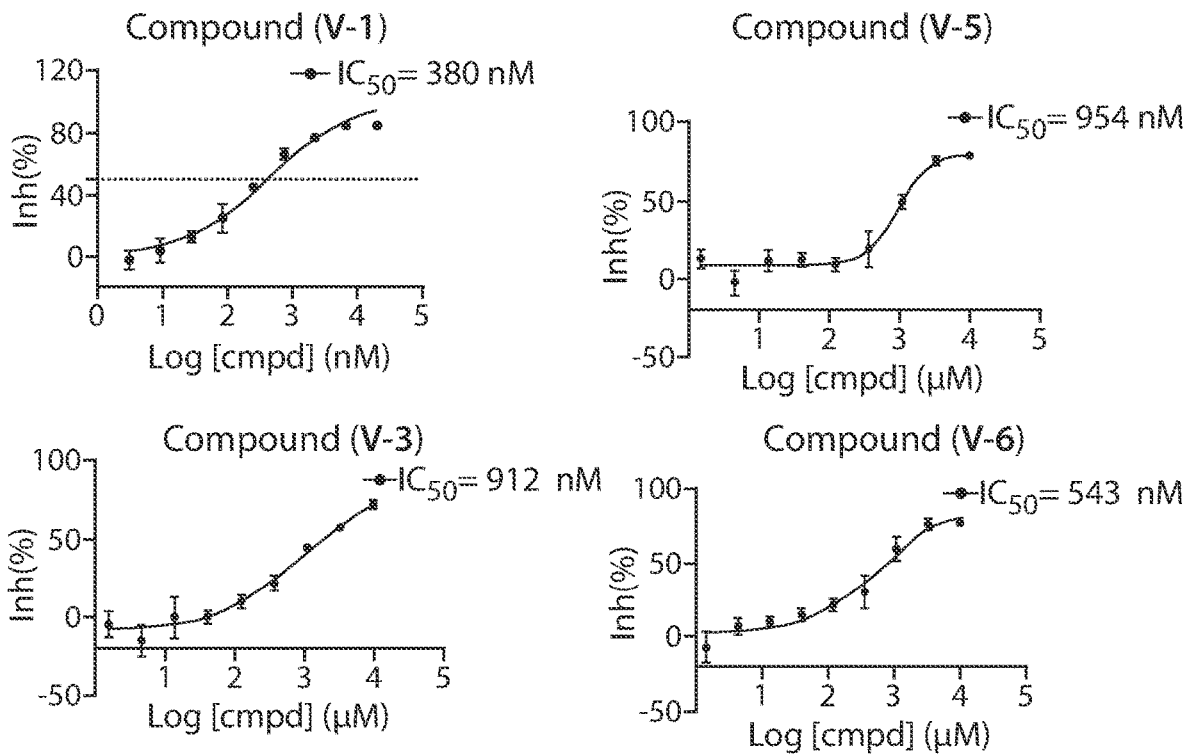 Compound (V-1)
IC50= 380 nM
120
80
40
0
Inh(%)
0 1 2 3 4 5
Log [cmpd] (nM)
Compound (V-5)
IC50= 954 nM
100
50
0
-50
Inh(%)
1 2 3 4 5
Log [cmpd] (µM)
Compound (V-3)
IC50= 912 nM
100
50
0
-50
Inh(%)
1 2 3 4 5
Log [cmpd] (µM)
Compound (V-6)
IC50= 543 nM
100
50
0
-50
Inh(%)
1 2 3 4 5
Log [cmpd] (µM)